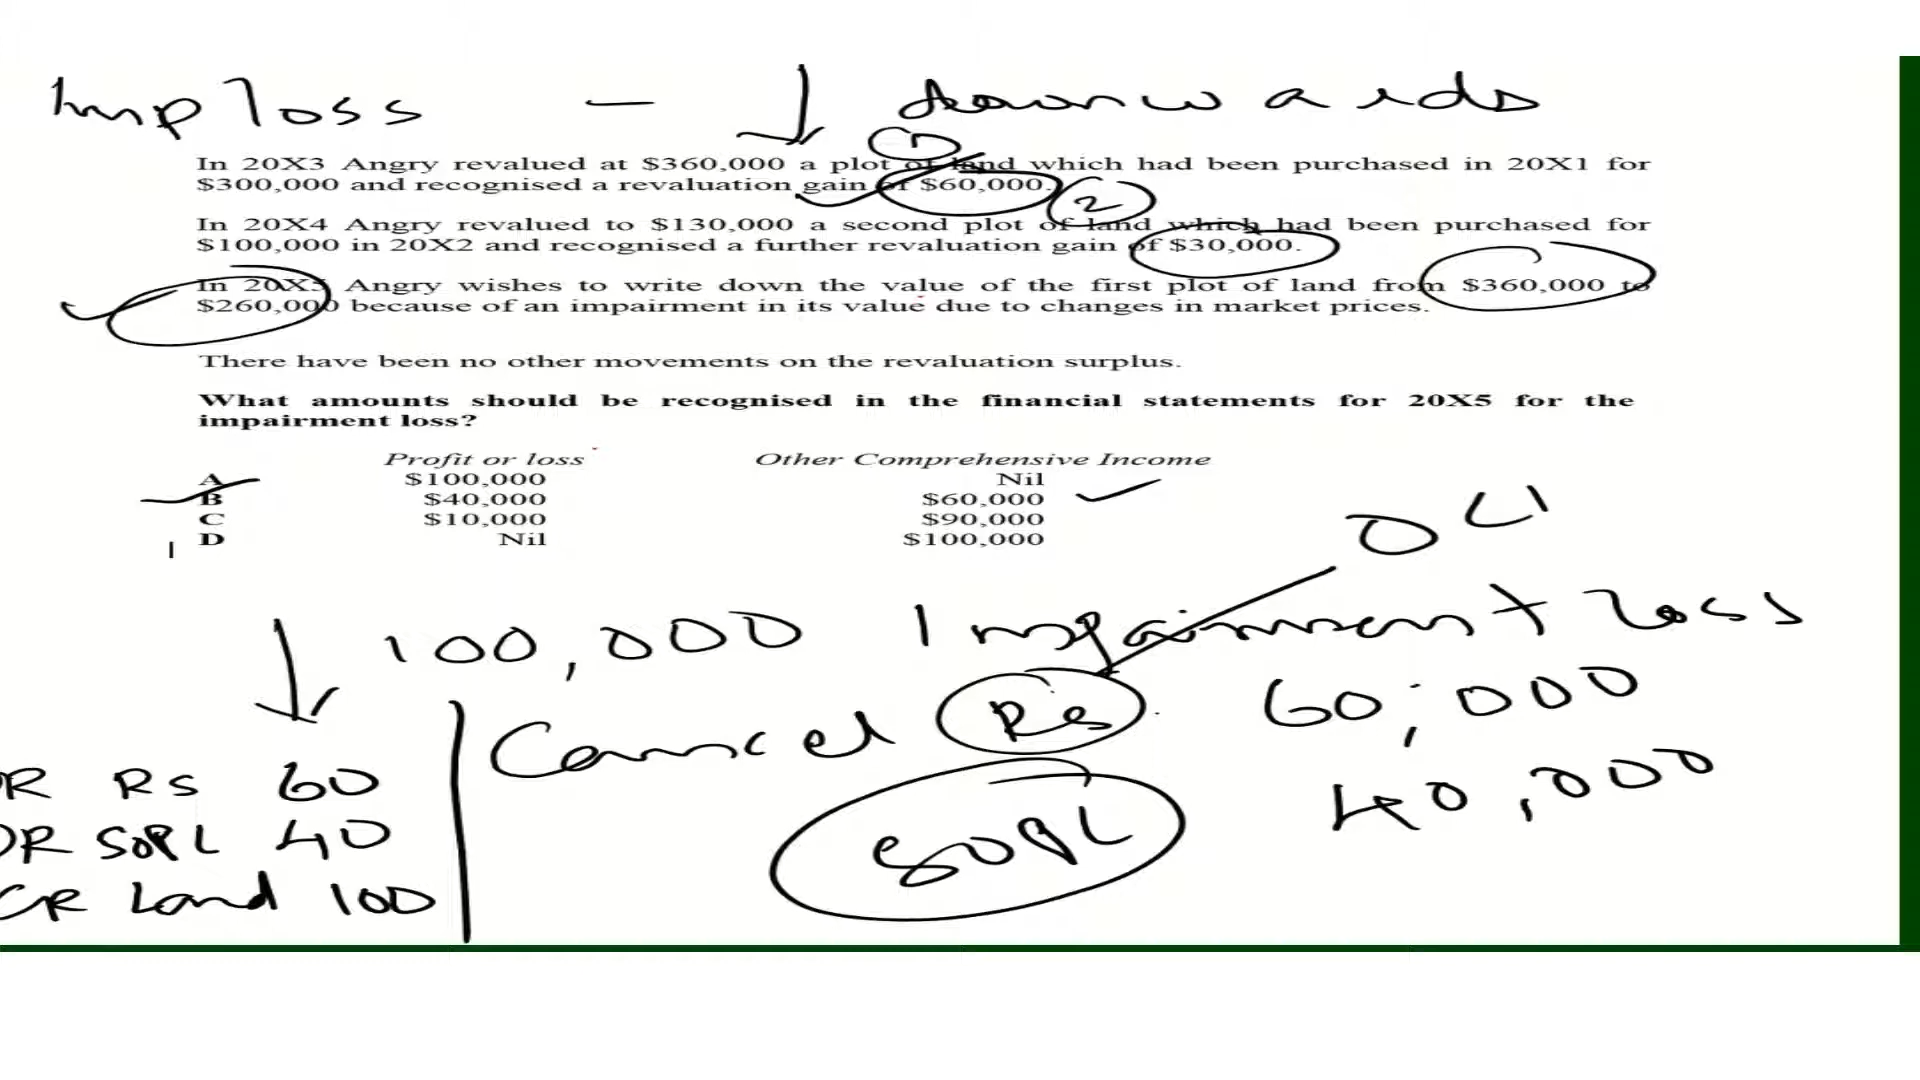 Imp loss - ↓ downwards
1
In 20X3 Angry revalued at $360,000 a plot of land which had been purchased in 20X1 for
$300,000 and recognised a revaluation gain of $60,000.
2
In 20X4 Angry revalued to $130,000 a second plot of land which had been purchased for
$100,000 in 20X2 and recognised a further revaluation gain of $30,000.
In 20X5 Angry wishes to write down the value of the first plot of land from $360,000 to
$260,000 because of an impairment in its value due to changes in market prices.
There have been no other movements on the revaluation surplus.
What amounts should be recognised in the financial statements for 20X5 for the
impairment loss?
Profit or loss Other Comprehensive Income
A $100,000 Nil
B $40,000 $60,000
C $10,000 $90,000
D Nil $100,000
OCI
↓ 100,000 Impairment loss
Cancel RS 60,000
SOPL 40,000
DR RS 60
DR SOPL 40
CR Land 100